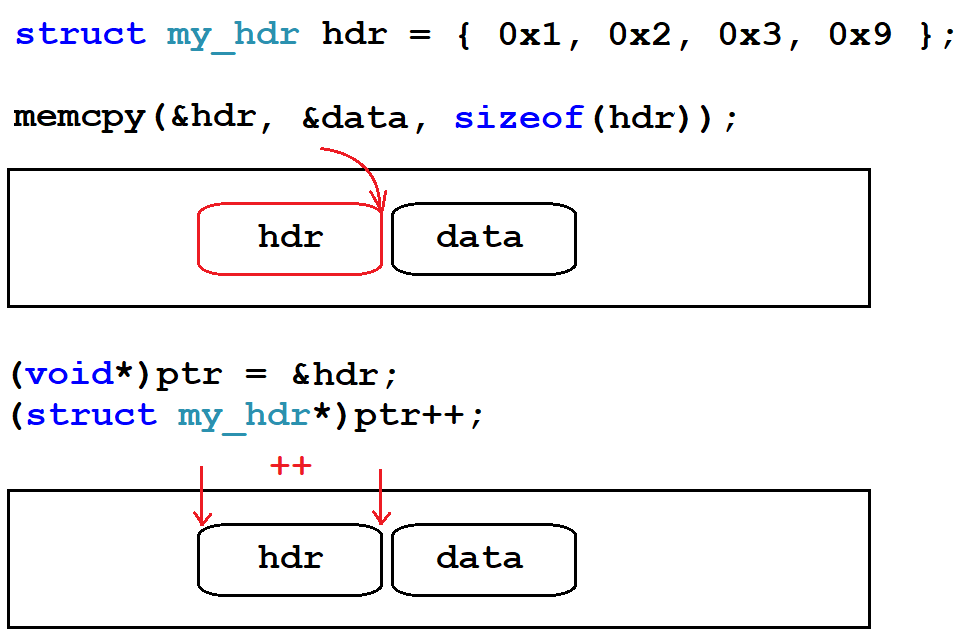 struct my_hdr hdr = { 0x1, 0x2, 0x3, 0x9 };
memcpy(&hdr, &data, sizeof(hdr));
hdr data
(void*)ptr = &hdr;
(struct my_hdr*)ptr++;
++
hdr data